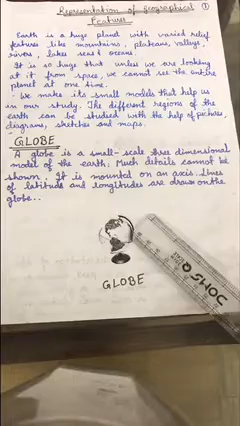 Representation of Geographical ①
Features
Earth is a huge planet with varied relief
features like mountains, plateaus, valleys,
rivers, lakes seas & oceans.
It is so huge that unless we are looking
at it from space, we cannot see the entire
planet at one time.
We make its small models that help us
in our study. The different regions of the
earth can be studied with the help of pictures,
diagrams, sketches and maps.
GLOBE
A globe is a small-scale three dimensional
model of the earth; Much details cannot be
shown. It is mounted on an axis. Lines
of latitude and longitudes are drawn on the
globe..
GLOBE
SHOC